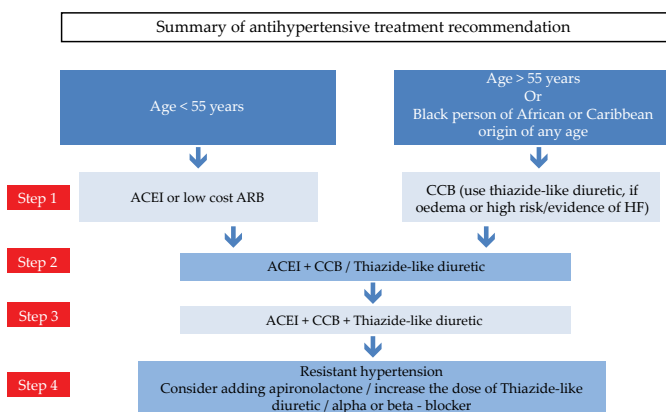 Summary of antihypertensive treatment recommendation
Age < 55 years
Age > 55 years
Or
Black person of African or Caribbean
origin of any age
Step 1
ACEI or low cost ARB
CCB (use thiazide-like diuretic, if
oedema or high risk/evidence of HF)
Step 2
ACEI + CCB / Thiazide-like diuretic
Step 3
ACEI + CCB + Thiazide-like diuretic
Step 4
Resistant hypertension
Consider adding apironolactone / increase the dose of Thiazide-like
diuretic / alpha or beta - blocker